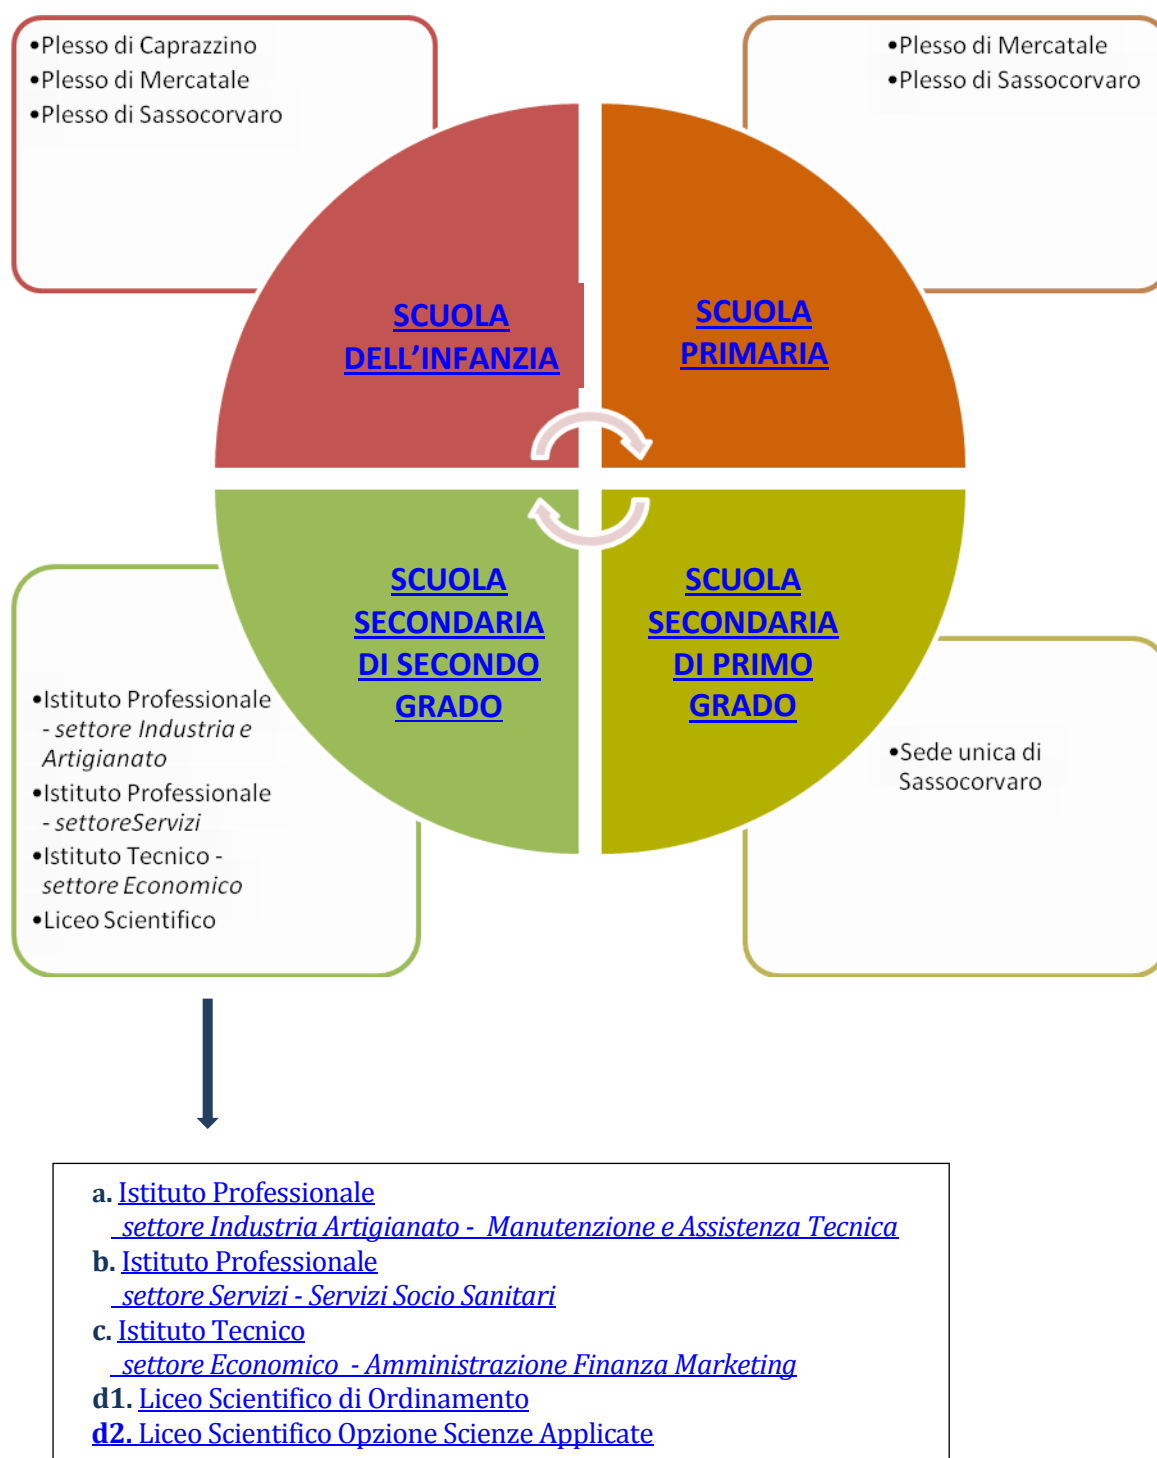 •Plesso di Caprazzino
•Plesso di Mercatale
•Plesso di Sassocorvaro
•Plesso di Mercatale
•Plesso di Sassocorvaro
SCUOLA
DELL’INFANZIA
SCUOLA
PRIMARIA
SCUOLA
SECONDARIA
DI SECONDO
GRADO
SCUOLA
SECONDARIA
DI PRIMO
GRADO
•Istituto Professionale
- settore Industria e
Artigianato
•Istituto Professionale
- settoreServizi
•Istituto Tecnico -
settore Economico
•Liceo Scientifico
•Sede unica di
Sassocorvaro
a. Istituto Professionale
settore Industria Artigianato - Manutenzione e Assistenza Tecnica
b. Istituto Professionale
settore Servizi - Servizi Socio Sanitari
c. Istituto Tecnico
settore Economico - Amministrazione Finanza Marketing
d1. Liceo Scientifico di Ordinamento
d2. Liceo Scientifico Opzione Scienze Applicate